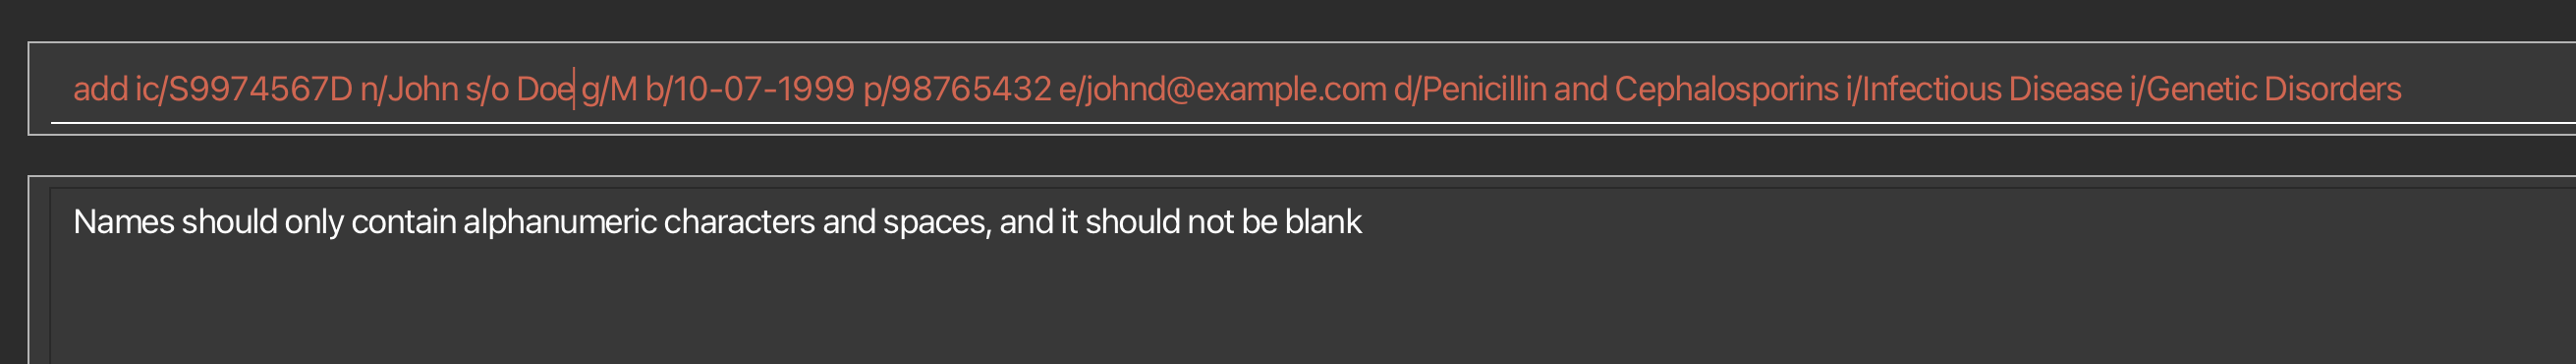 add ic/S9974567D n/John s/o Doe g/M b/10-07-1999 p/98765432 e/johnd@example.com d/Penicillin and Cephalosporins i/Infectious Disease i/Genetic Disorders
Names should only contain alphanumeric characters and spaces, and it should not be blank